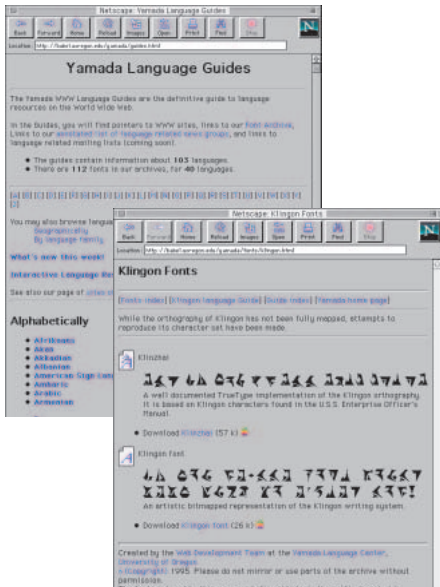 Netscape: Yamada Language Guides
Back Forward Home Reload Images Open Print Find Stop
N
Location: http://babel.uoregon.edu/yamada/guides.html
Yamada Language Guides
The Yamada WWW Language Guides are the definitive guide to language
resources on the World Wide Web.
In the Guides, you will find pointers to WWW sites, links to our Font Archive,
Links to our annotated list of language related news groups, and links to
language related mailing lists (coming soon).
The guides contain information about 103 languages.
There are 112 fonts in our archives, for 40 languages.
You may also browse
Geographically
By language family
What's new this week!
Interactive Language
See also our page of
Alphabetically
Afrikaans
Akan
Akkadian
Albanian
American Sign
Amharic
Arabic
Armenian
Netscape: Klingon Fonts
Back Forward Home Reload Images Open Print Find Stop
N
Location: http://babel.uoregon.edu/yamada/fonts/klingon.html
Klingon Fonts
[Fonts index] [Klingon Language Guide] [Guide index] [Yamada home page]
While the orthography of Klingon has not been fully mapped, attempts to
reproduce its character set have been made.
Klinzhai
A well documented TrueType implementation of the Klingon orthography
It is based on Klingon characters found in the U.S.S. Enterprise Officer's
Manual.
Download Klinzhai (57 k)
Klingon font
An artistic bitmapped representation of the Klingon writing system.
Download Klingon font (26 k)
Created by the Web Development Team at the Yamada Language Center,
University of Oregon.
(Copyright) 1995. Please do not mirror or use parts of the archive without
permission.